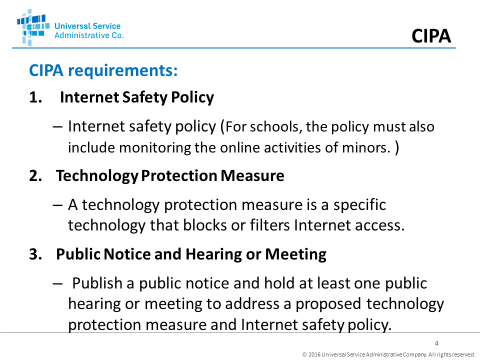 Universal Service
Administrative Co.
CIPA
CIPA requirements:
1. Internet Safety Policy
– Internet safety policy (For schools, the policy must also
include monitoring the online activities of minors. )
2. Technology Protection Measure
– A technology protection measure is a specific
technology that blocks or filters Internet access.
3. Public Notice and Hearing or Meeting
– Publish a public notice and hold at least one public
hearing or meeting to address a proposed technology
protection measure and Internet safety policy.
4
© 2016 Universal Service Administrative Company. All rights reserved.